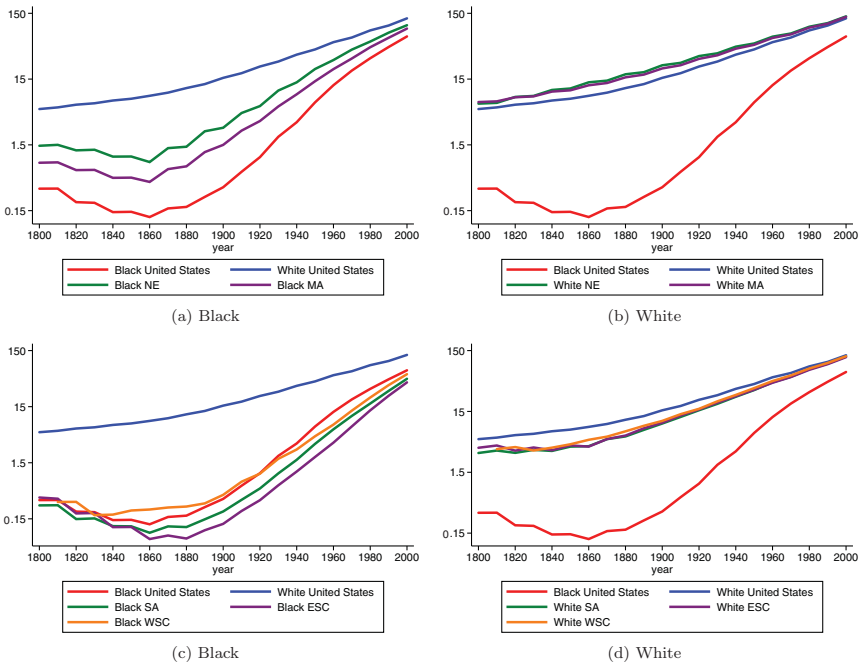 150
15
1.5
0.15
1800 1820 1840 1860 1880 1900 1920 1940 1960 1980 2000
year
Black United States White United States
Black NE Black MA
(a) Black
150
15
1.5
0.15
1800 1820 1840 1860 1880 1900 1920 1940 1960 1980 2000
year
Black United States White United States
White NE White MA
(b) White
150
15
1.5
0.15
1800 1820 1840 1860 1880 1900 1920 1940 1960 1980 2000
year
Black United States White United States
Black SA Black ESC
Black WSC
(c) Black
150
15
1.5
0.15
1800 1820 1840 1860 1880 1900 1920 1940 1960 1980 2000
year
Black United States White United States
White SA White ESC
White WSC
(d) White